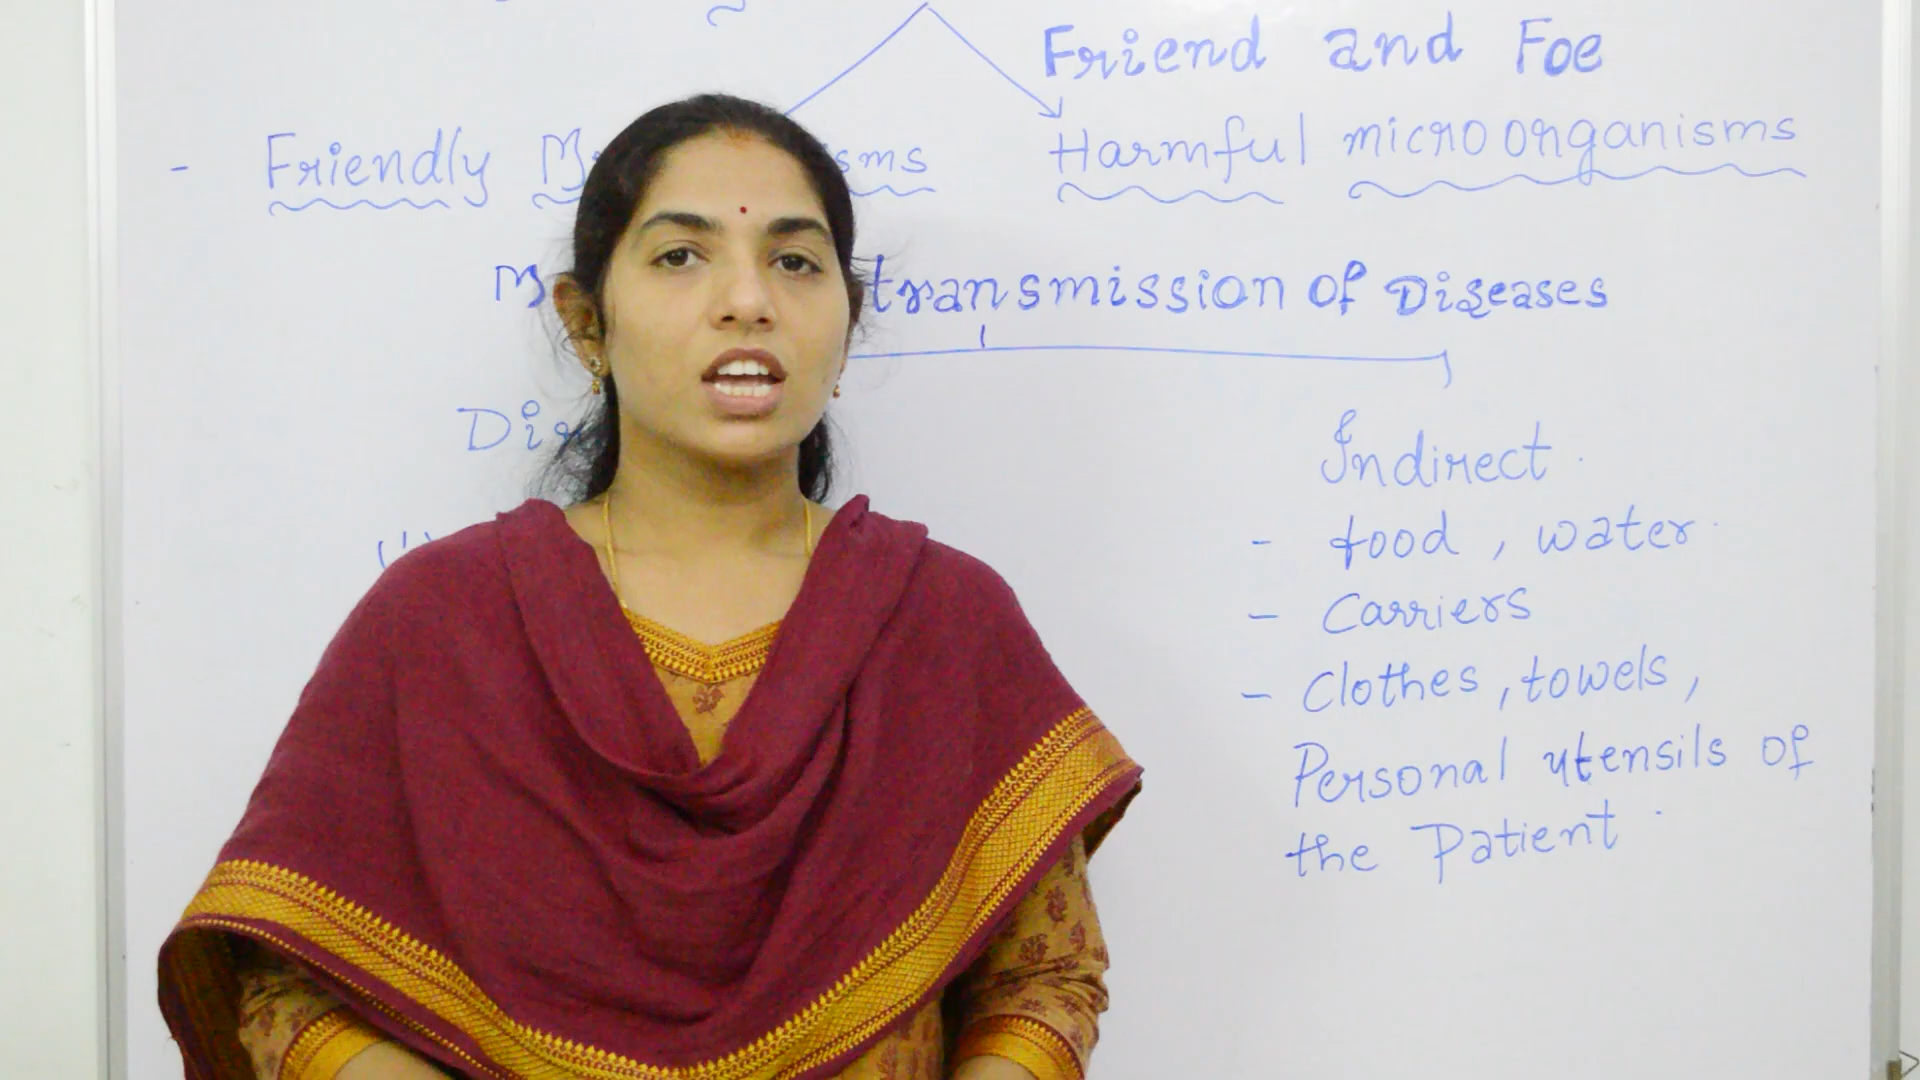 Friend and Foe
- Friendly Harmful microorganisms
transmission of Diseases
Indirect
- food, water
- Carriers
- Clothes, towels,
Personal utensils of
the Patient